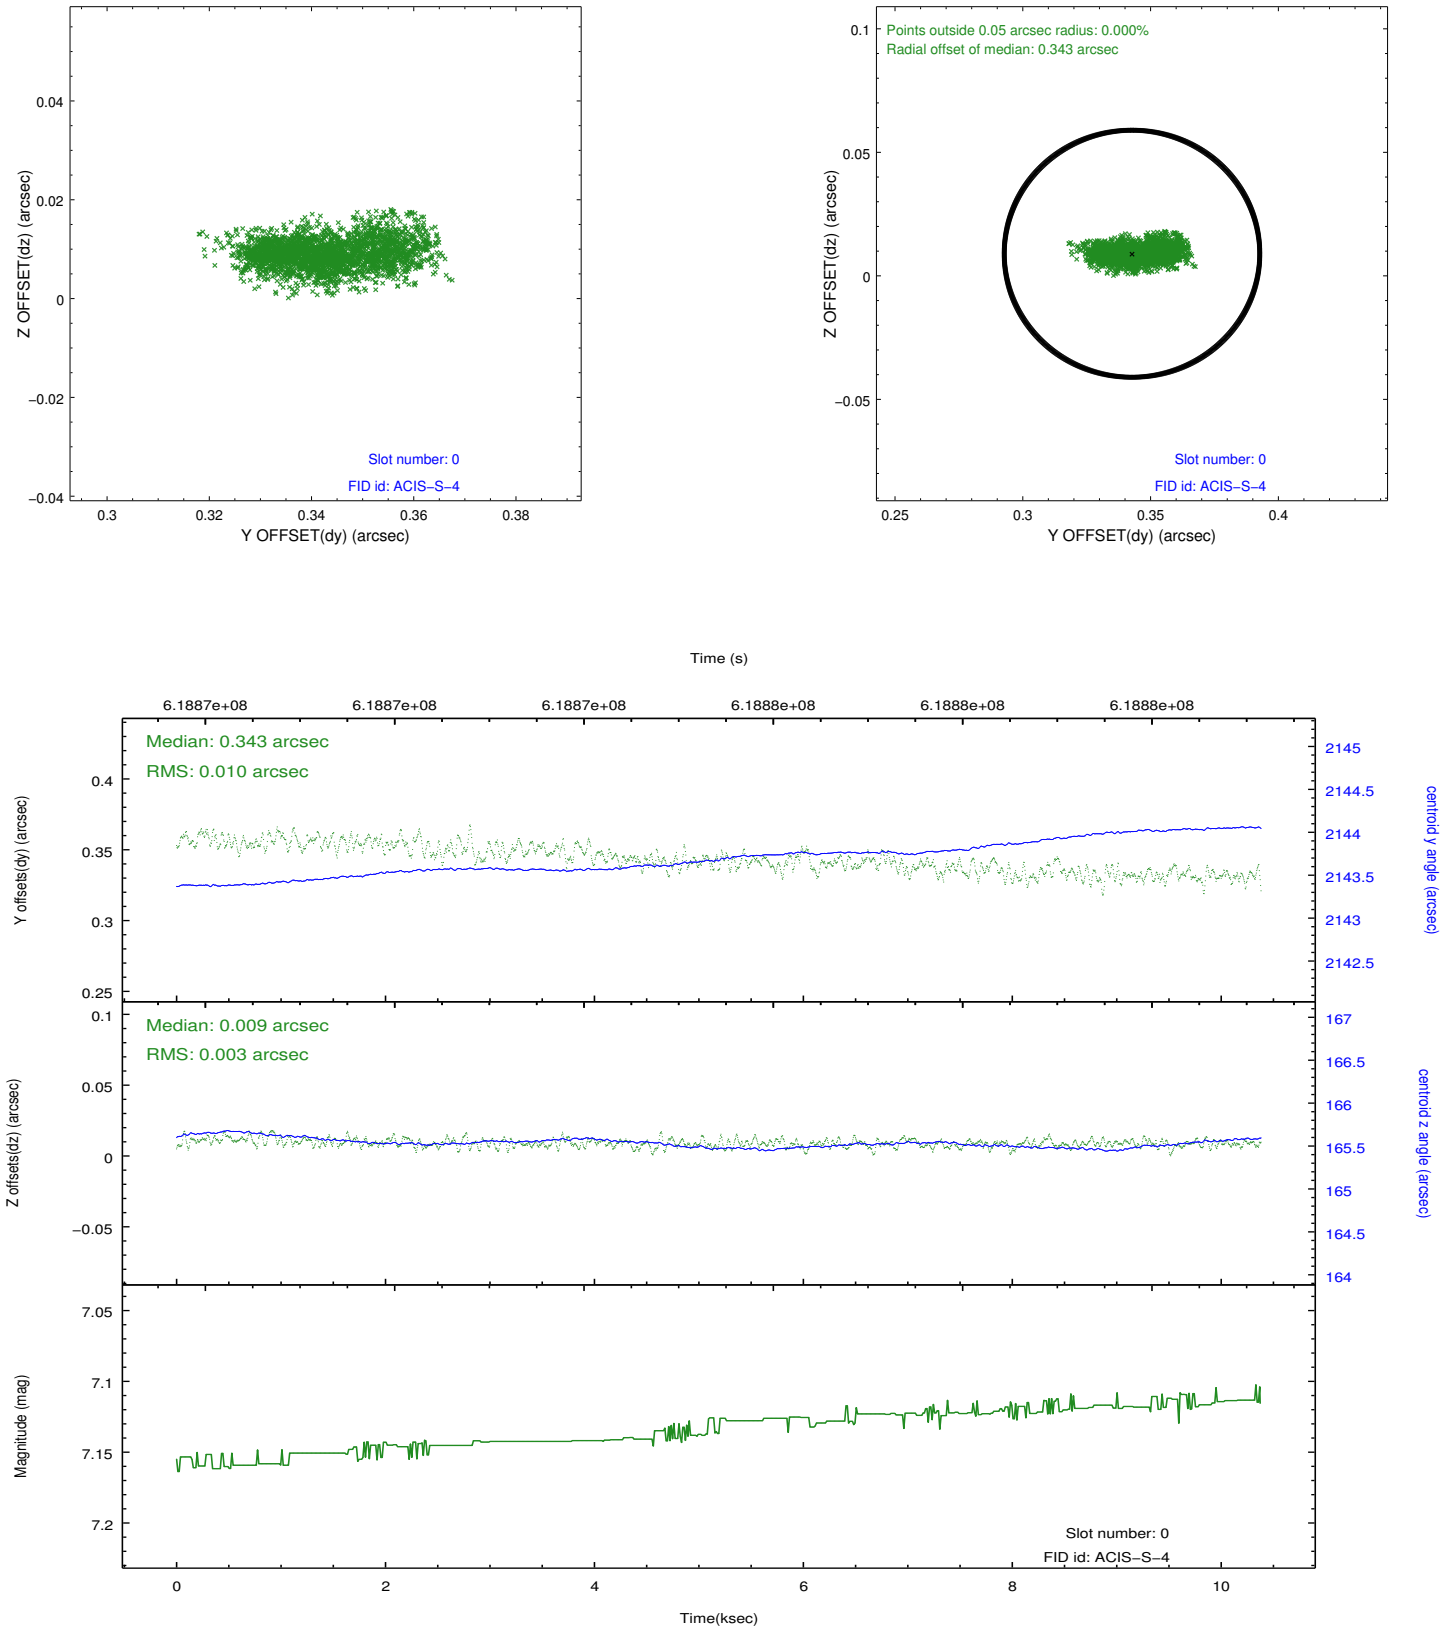 0.04
0.02
0
−0.02
−0.04
Z OFFSET(dz) (arcsec)
Slot number: 0
FID id: ACIS−S−4
0.3 0.32 0.34 0.36 0.38
Y OFFSET(dy) (arcsec)
Points outside 0.05 arcsec radius: 0.000%
Radial offset of median: 0.343 arcsec
0.1
0.05
0
−0.05
Z OFFSET(dz) (arcsec)
Slot number: 0
FID id: ACIS−S−4
0.25 0.3 0.35 0.4
Y OFFSET(dy) (arcsec)
Time (s)
6.1887e+08 6.1887e+08 6.1887e+08 6.1888e+08 6.1888e+08 6.1888e+08
Median: 0.343 arcsec
RMS: 0.010 arcsec
0.4
0.35
0.3
0.25
Y offsets(dy) (arcsec)
2145
2144.5
2144
2143.5
2143
2142.5
centroid y angle (arcsec)
Median: 0.009 arcsec
RMS: 0.003 arcsec
0.1
0.05
0
−0.05
Z offsets(dz) (arcsec)
167
166.5
166
165.5
165
164.5
164
centroid z angle (arcsec)
7.05
7.1
7.15
7.2
Magnitude (mag)
Slot number: 0
FID id: ACIS−S−4
0 2 4 6 8 10
Time(ksec)